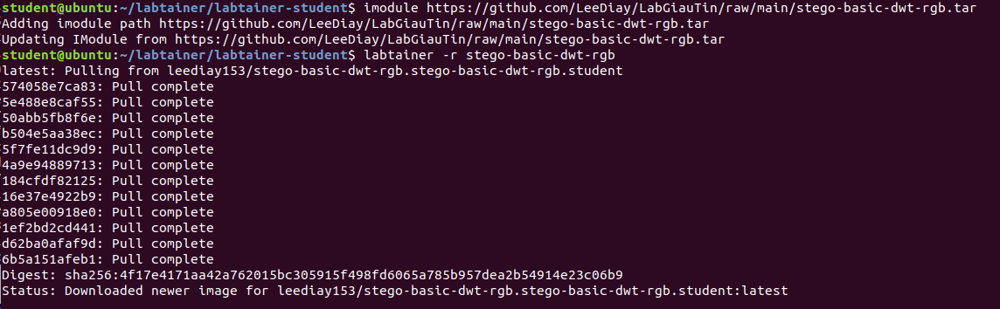 student@ubuntu:~/labtainer/labtainer-student$ imodule https://github.com/LeeDiay/LabGiauTin/raw/main/stego-basic-dwt-rgb.tar
Adding imodule path https://github.com/LeeDiay/LabGiauTin/raw/main/stego-basic-dwt-rgb.tar
Updating IModule from https://github.com/LeeDiay/LabGiauTin/raw/main/stego-basic-dwt-rgb.tar
student@ubuntu:~/labtainer/labtainer-student$ labtainer -r stego-basic-dwt-rgb
latest: Pulling from leediay153/stego-basic-dwt-rgb.stego-basic-dwt-rgb.student
574058e7ca83: Pull complete
5e488e8caf55: Pull complete
50abb5fb8f6e: Pull complete
b504e5aa38ec: Pull complete
5f7fe11dc9d9: Pull complete
4a9e94889713: Pull complete
184cfdf82125: Pull complete
16e37e4922b9: Pull complete
a805e00918e0: Pull complete
1ef2bd2cd441: Pull complete
d62ba0afaf9d: Pull complete
6b5a151afeb1: Pull complete
Digest: sha256:4f17e4171aa42a762015bc305915f498fd6065a785b957dea2b54914e23c06b9
Status: Downloaded newer image for leediay153/stego-basic-dwt-rgb.stego-basic-dwt-rgb.student:latest